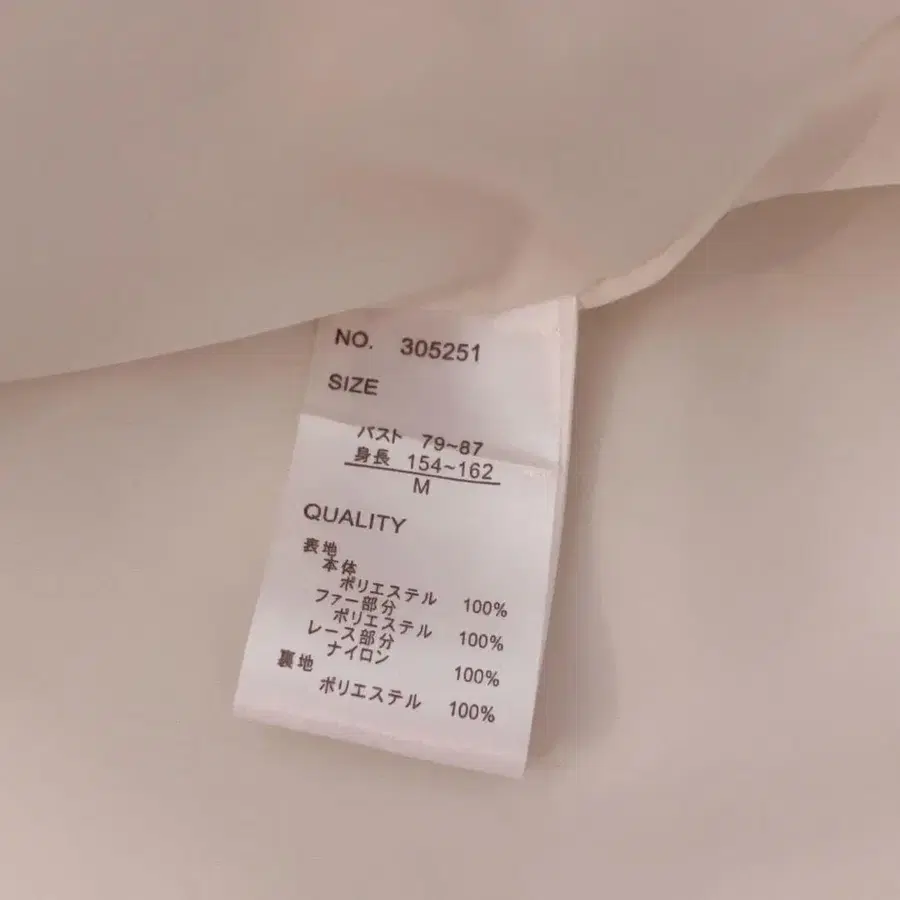 NO. 305251
SIZE
バスト 79~87
身長 154~162
M
QUALITY
表地
本体
ポリエステル 100%
ファー部分
ポリエステル 100%
レース部分
ナイロン 100%
裏地
ポリエステル 100%